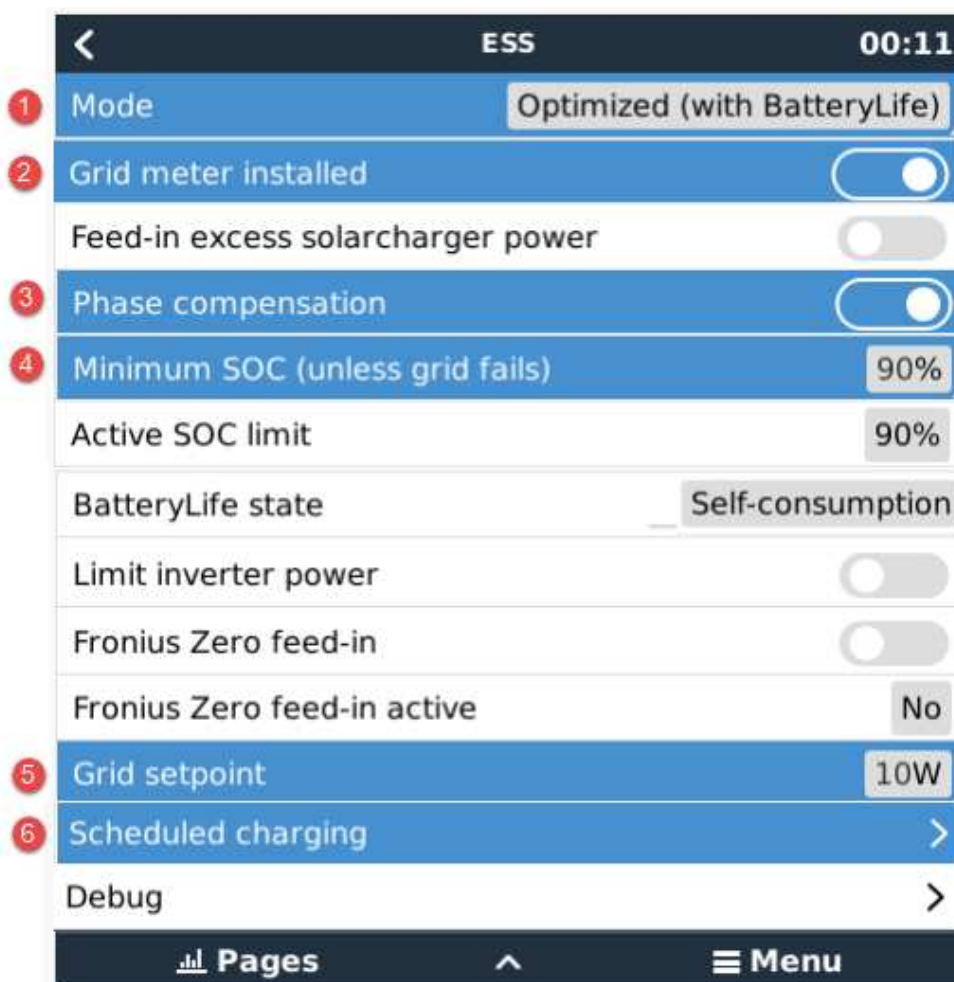 ESS 00:11
1 Mode Optimized (with BatteryLife)
2 Grid meter installed
Feed-in excess solarcharger power
3 Phase compensation
4 Minimum SOC (unless grid fails) 90%
Active SOC limit 90%
BatteryLife state Self-consumption
Limit inverter power
Fronius Zero feed-in
Fronius Zero feed-in active No
5 Grid setpoint 10W
6 Scheduled charging
Debug
Pages Menu